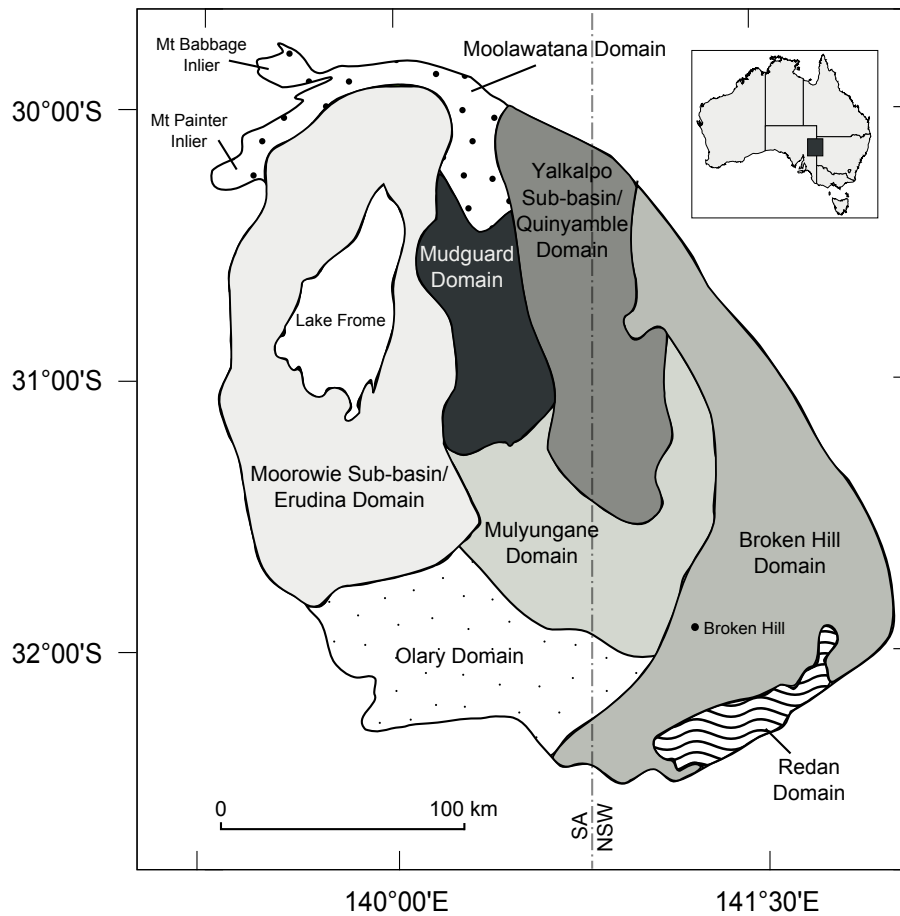 Mt Babbage
Inlier
Moolawatana Domain
30°00'S
Mt Painter
Inlier
Yalkalpo
Sub-basin/
Quinyamble
Domain
Mudguard
Domain
Lake Frome
31°00'S
Moorowie Sub-basin/
Erudina Domain
Mulyungane
Domain
Broken Hill
Domain
Broken Hill
32°00'S
Olary Domain
Redan
Domain
0 100 km
SA
NSW
140°00'E 141°30'E